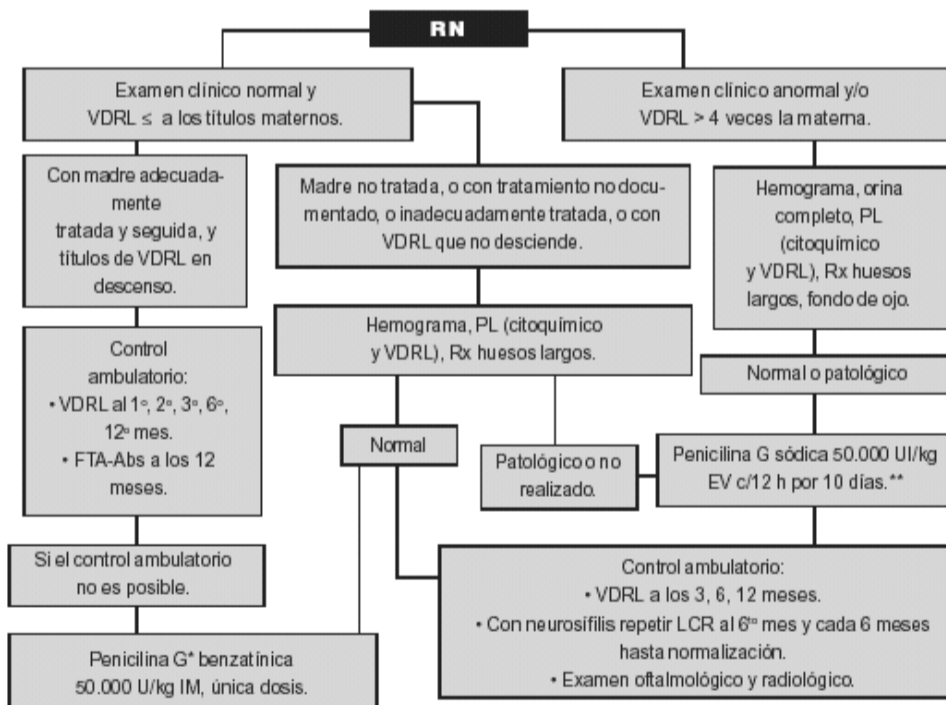 RN
Examen clínico normal y
VDRL ≤ a los títulos maternos.
Examen clínico anormal y/o
VDRL > 4 veces la materna.
Con madre adecuada-
mente
tratada y seguida, y
títulos de VDRL en
descenso.
Madre no tratada, o con tratamiento no docu-
mentado, o inadecuadamente tratada, o con
VDRL que no desciende.
Hemograma, orina
completo, PL
(citoquímico
y VDRL), Rx huesos
largos, fondo de ojo.
Control
ambulatorio:
• VDRL al 1º, 2º, 3º, 6º,
12º mes.
• FTA-Abs a los 12
meses.
Hemograma, PL (citoquímico
y VDRL), Rx huesos largos.
Normal o patológico
Normal
Patológico o no
realizado.
Penicilina G sódica 50.000 UI/kg
EV c/12 h por 10 días.**
Si el control ambulatorio
no es posible.
Penicilina G* benzatínica
50.000 U/kg IM, única dosis.
Control ambulatorio:
• VDRL a los 3, 6, 12 meses.
• Con neurosífilis repetir LCR al 6to mes y cada 6 meses
hasta normalización.
• Examen oftalmológico y radiológico.